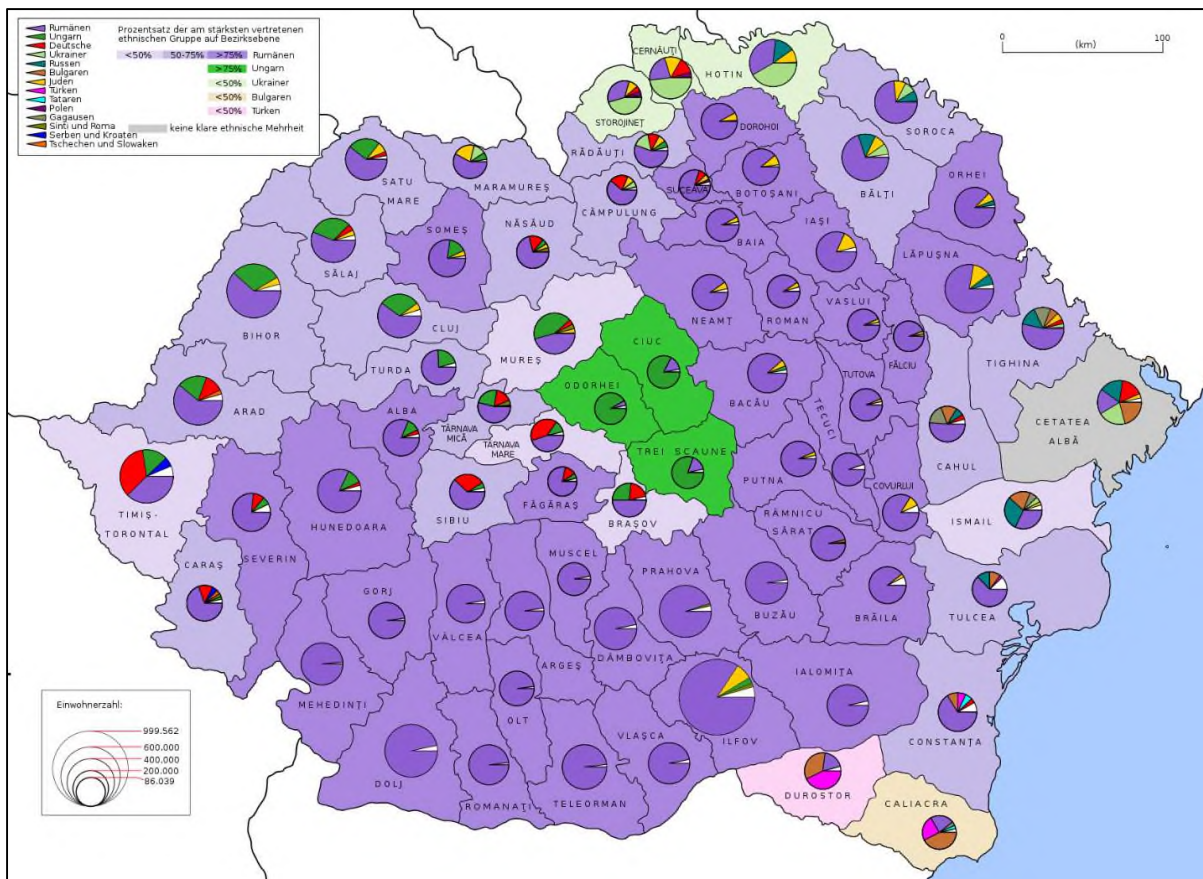 Rumänen
Ungarn
Deutsche
Ukrainer
Russen
Bulgaren
Juden
Türken
Tataren
Polen
Gagausen
Sinti und Roma
Serben und Kroaten
Tschechen und Slowaken
Prozentsatz der am stärksten vertretenen
ethnischen Gruppe auf Bezirksebene
<50% 50-75% >75% Rumänen
>75% Ungarn
<50% Ukrainer
<50% Bulgaren
<50% Türken
keine klare ethnische Mehrheit
0 (km) 100
CERNĂUȚI
HOTIN
STOROJINEȚ
SOROCA
DOROHOI
RĂDĂUȚI
SATU
MARE
MARAMUREȘ
SUCEAVA
BOTOȘANI
BĂLȚI
ORHEI
CÂMPULUNG
NĂSĂUD
SOMEȘ
BAIA
IAȘI
SĂLAJ
LĂPUȘNA
BIHOR
CLUJ
NEAMȚ
ROMAN
VASLUI
MUREȘ
CIUC
TIGHINA
TURDA
FĂLCIU
ODORHEI
TUTOVA
BACĂU
ARAD
ALBA
TÂRNAVA
MICĂ
TÂRNAVA
MARE
TECUCI
CETATEA
ALBĂ
TREI SCAUNE
CAHUL
PUTNA
COVURLUI
TIMIȘ-
TORONTAL
HUNEDOARA
SIBIU
FĂGĂRAȘ
BRAȘOV
ISMAIL
RÂMNICU
SĂRAT
SEVERIN
CARAȘ
MUSCEL
PRAHOVA
GORJ
BUZĂU
BRĂILA
TULCEA
VÂLCEA
DÂMBOVIȚA
ARGEȘ
IALOMIȚA
MEHEDINȚI
OLT
ILFOV
VLAȘCA
CONSTANȚA
DOLJ
ROMANAȚI
TELEORMAN
DUROSTOR
CALIACRA
Einwohnerzahl:
999.562
600.000
400.000
200.000
86.039